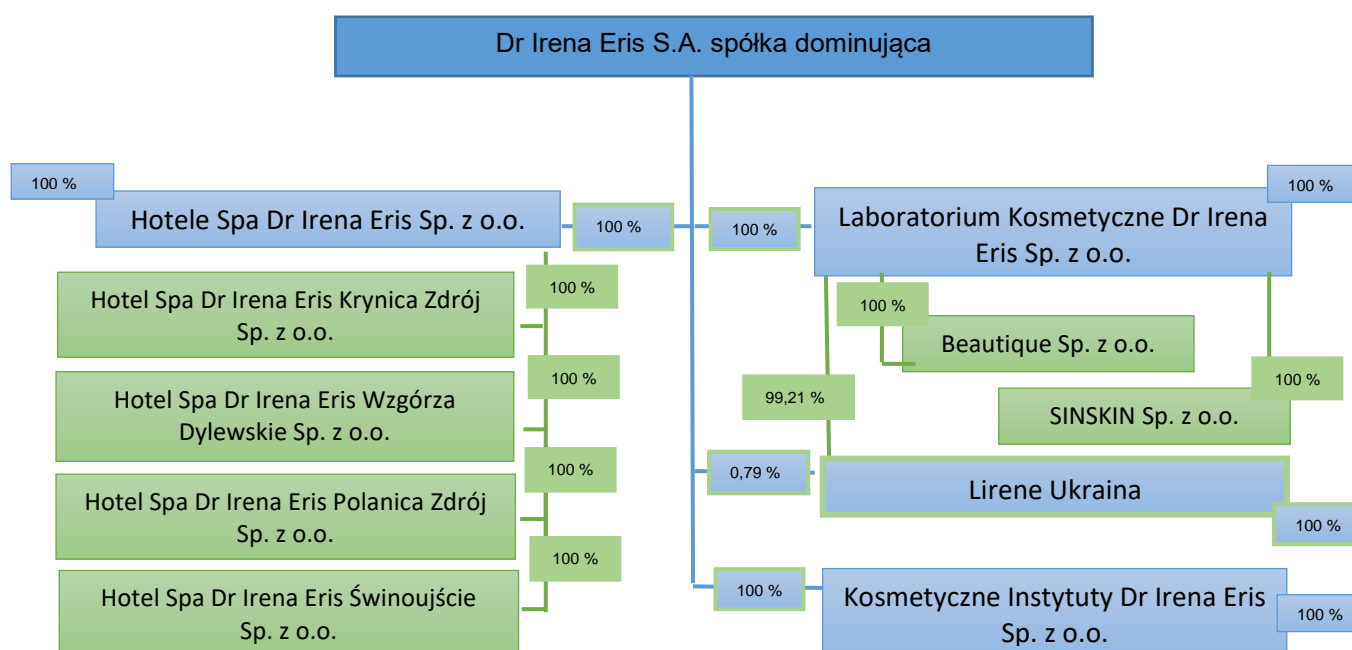 Dr Irena Eris S.A. spółka dominująca
100 %
Hotele Spa Dr Irena Eris Sp. z o.o.
100 %
100 %
100 %
Laboratorium Kosmetyczne Dr Irena
Eris Sp. z o.o.
100 %
Hotel Spa Dr Irena Eris Krynica Zdrój
Sp. z o.o.
100 %
Hotel Spa Dr Irena Eris Wzgórza
Dylewskie Sp. z o.o.
100 %
Hotel Spa Dr Irena Eris Polanica Zdrój
Sp. z o.o.
100 %
Hotel Spa Dr Irena Eris Świnoujście
Sp. z o.o.
100 %
Beautique Sp. z o.o.
100 %
SINSKIN Sp. z o.o.
99,21 %
0,79 %
Lirene Ukraina
100 %
100 %
Kosmetyczne Instytuty Dr Irena Eris
Sp. z o.o.
100 %